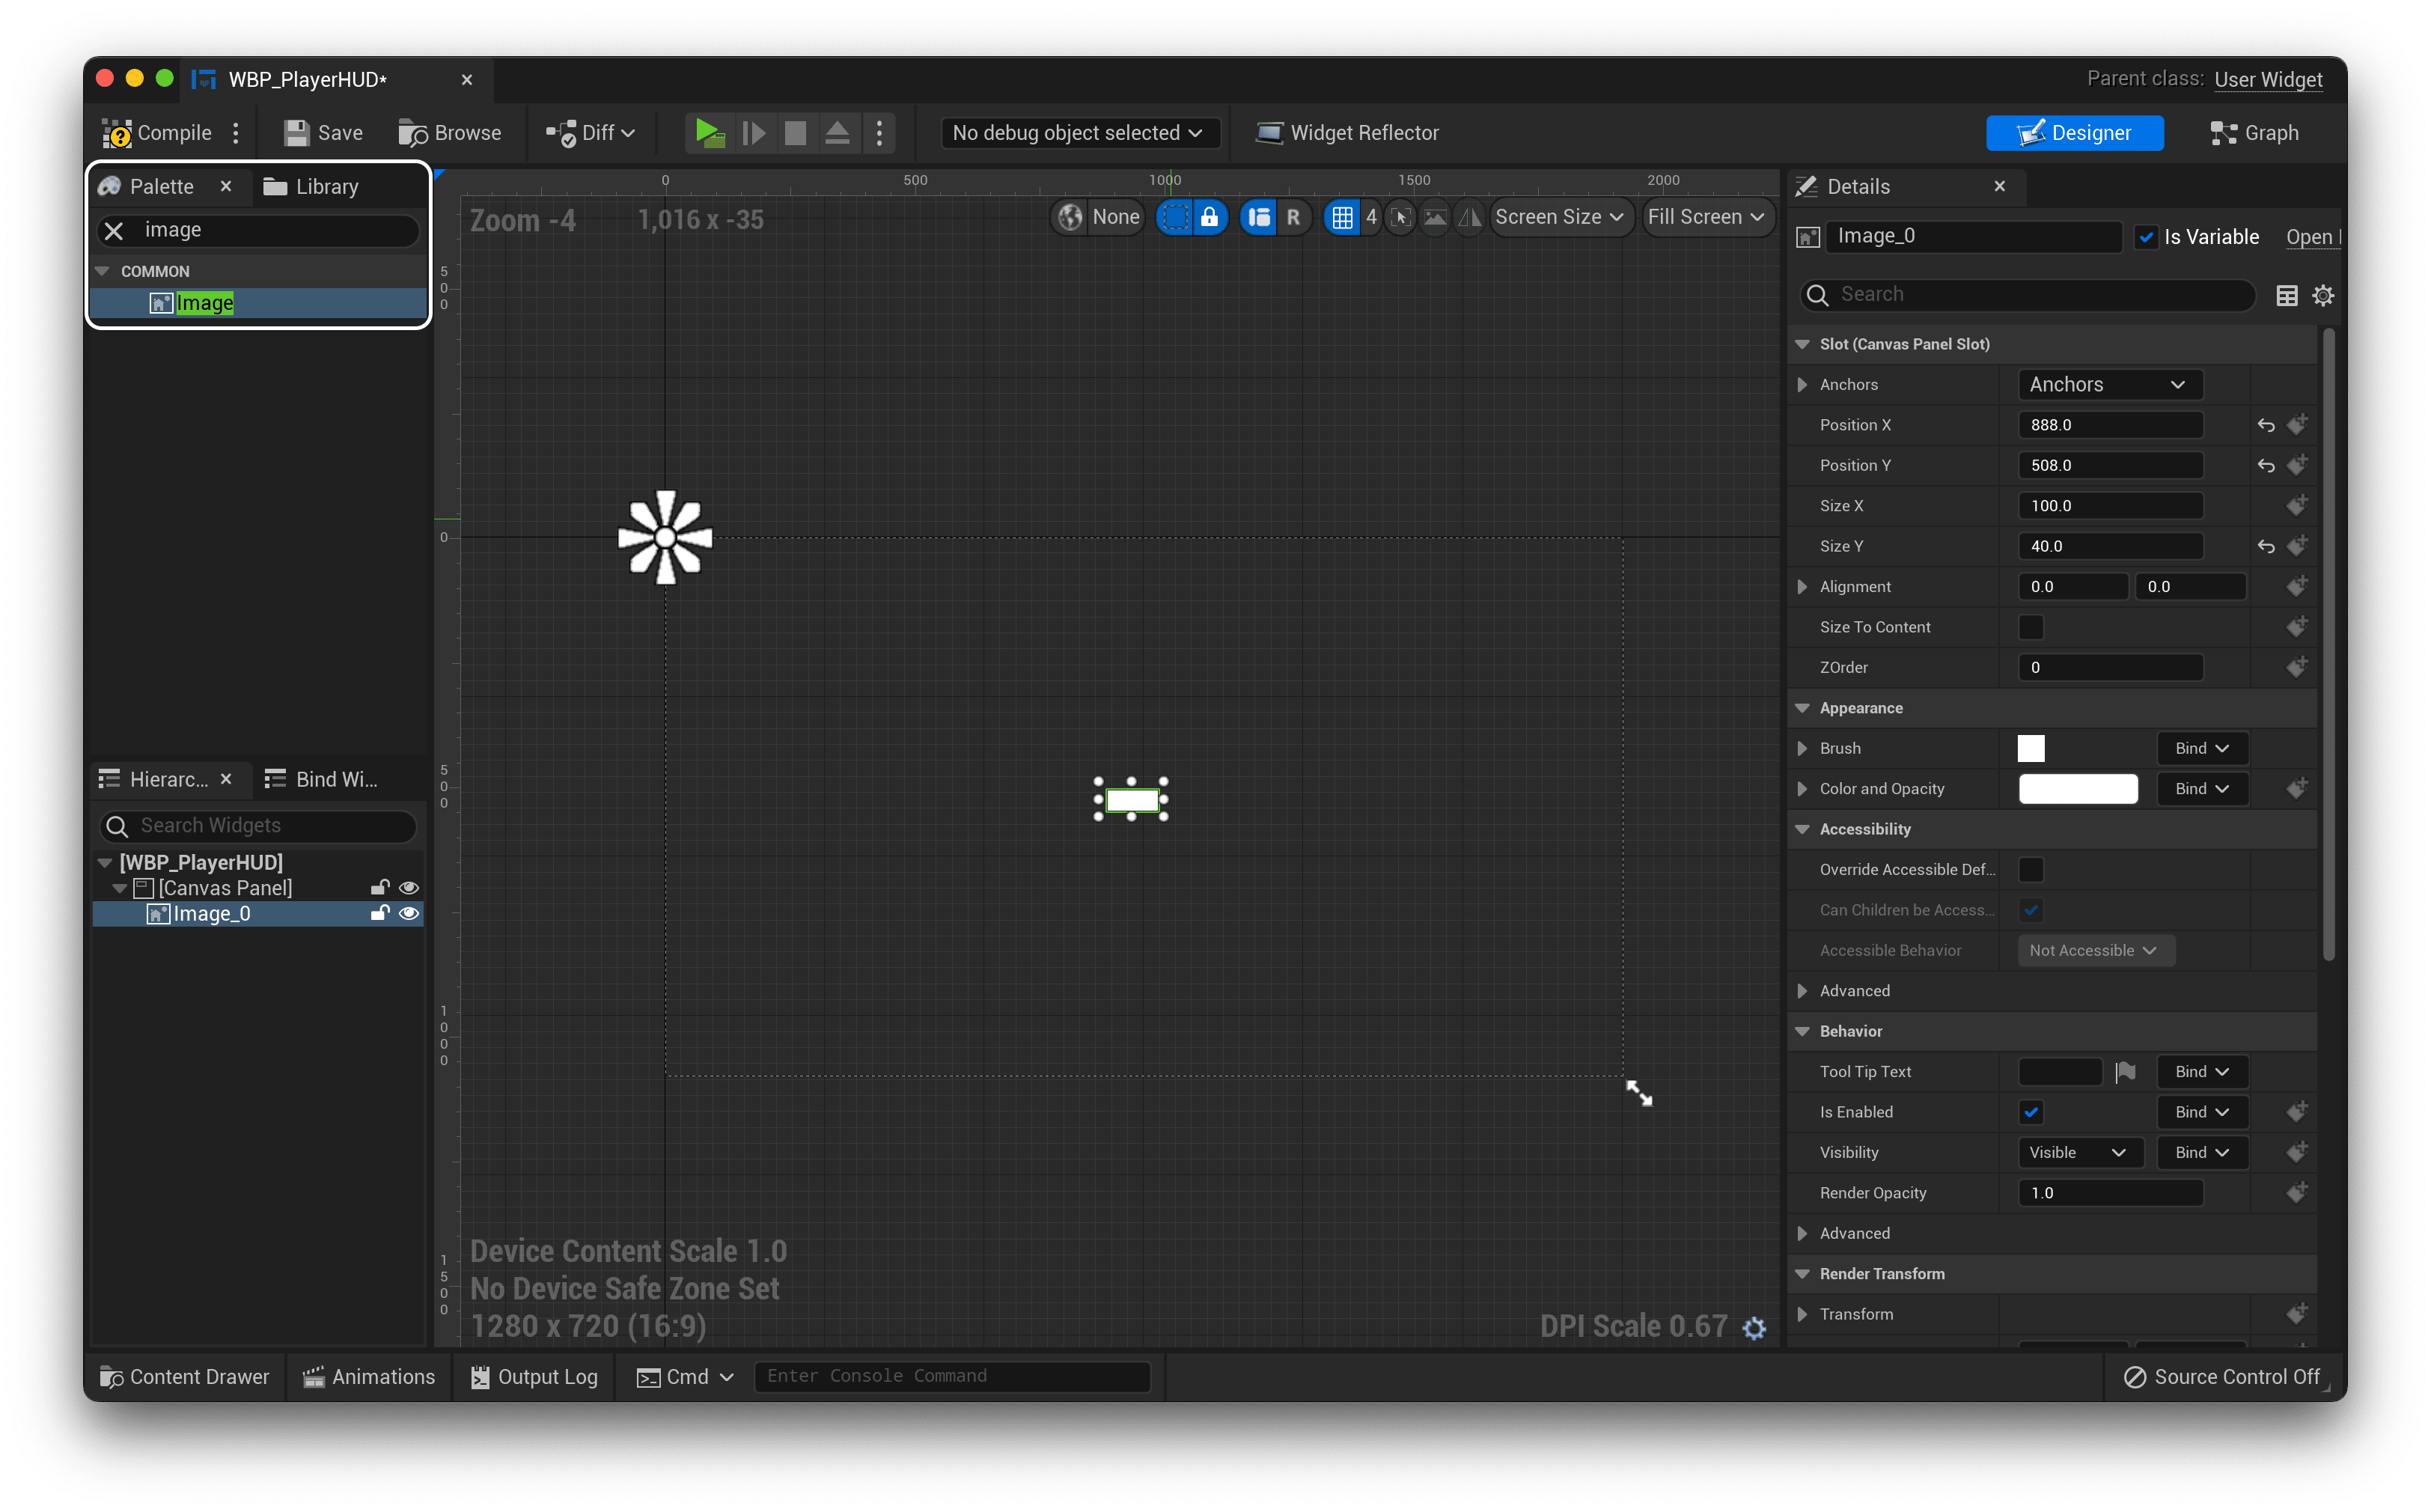 WBP_PlayerHUD*
Parent class: User Widget
Compile
Save
Browse
Diff
No debug object selected
Widget Reflector
Designer
Graph
Palette
Library
image
COMMON
Image
Hierarc...
Bind Wi...
Search Widgets
[WBP_PlayerHUD]
[Canvas Panel]
Image_0
0 500 1000 1500 2000
Zoom -4
1,016 x -35
None
R
4
Screen Size
Fill Screen
500
0
500
1000
1500
Device Content Scale 1.0
No Device Safe Zone Set
1280 x 720 (16:9)
DPI Scale 0.67
Details
Image_0
Is Variable
Open
Search
Slot (Canvas Panel Slot)
Anchors Anchors
Position X 888.0
Position Y 508.0
Size X 100.0
Size Y 40.0
Alignment 0.0 0.0
Size To Content
ZOrder 0
Appearance
Brush Bind
Color and Opacity Bind
Accessibility
Override Accessible Def...
Can Children be Access...
Accessible Behavior Not Accessible
Advanced
Behavior
Tool Tip Text Bind
Is Enabled Bind
Visibility Visible Bind
Render Opacity 1.0
Advanced
Render Transform
Transform
Content Drawer
Animations
Output Log
Cmd
Enter Console Command
Source Control Off